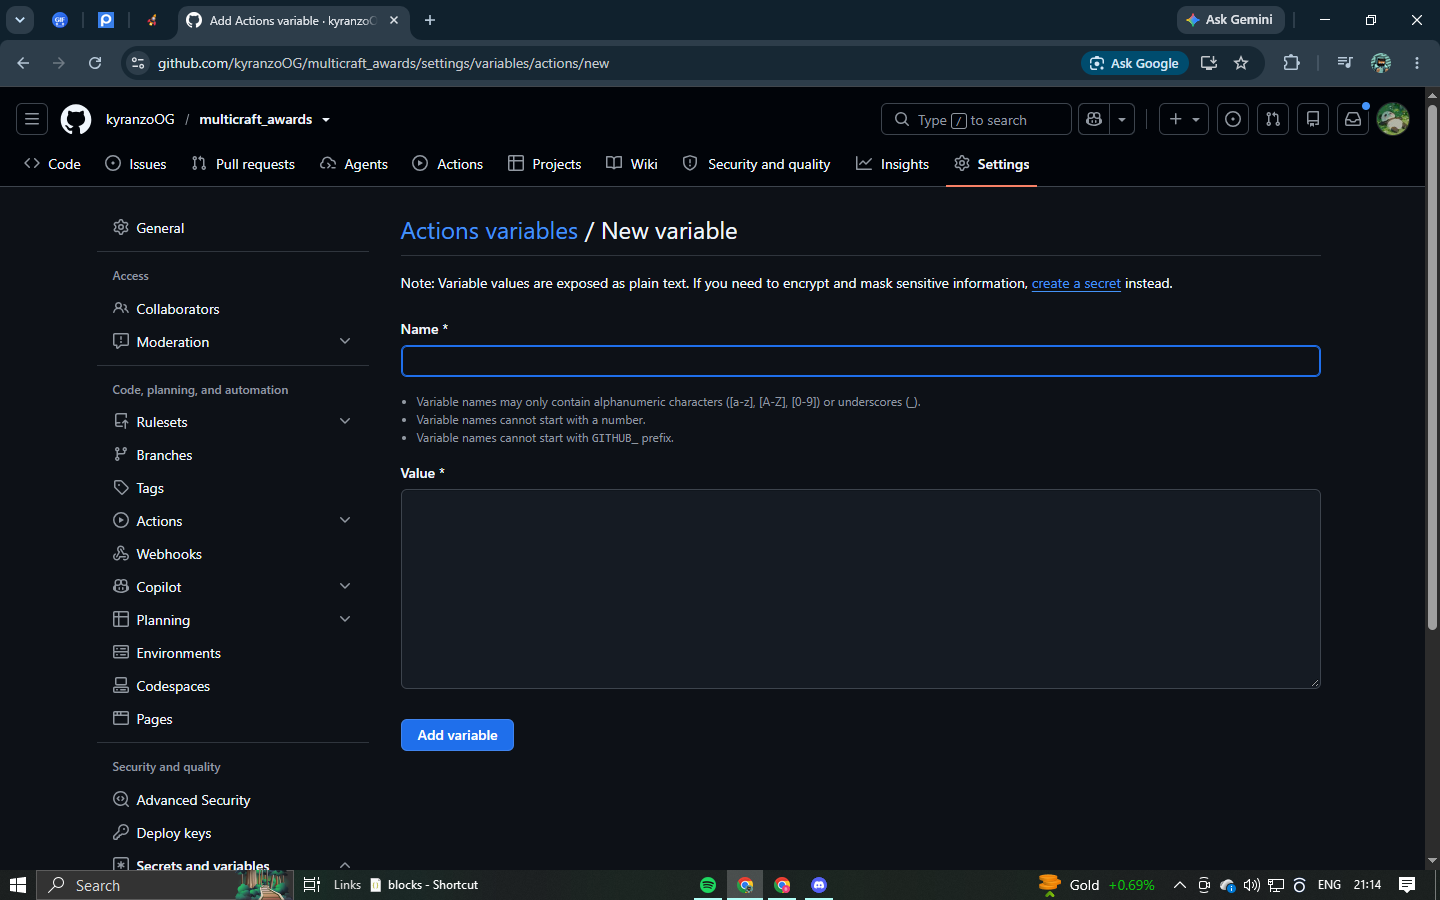 Add Actions variable · kyranzoO
Ask Gemini
github.com/kyranzoOG/multicraft_awards/settings/variables/actions/new
Ask Google
kyranzoOG / multicraft_awards
Type / to search
Code
Issues
Pull requests
Agents
Actions
Projects
Wiki
Security and quality
Insights
Settings
General
Access
Collaborators
Moderation
Code, planning, and automation
Rulesets
Branches
Tags
Actions
Webhooks
Copilot
Planning
Environments
Codespaces
Pages
Security and quality
Advanced Security
Deploy keys
Secrets and variables
Actions variables / New variable
Note: Variable values are exposed as plain text. If you need to encrypt and mask sensitive information, create a secret instead.
Name *
Variable names may only contain alphanumeric characters ([a-z], [A-Z], [0-9]) or underscores (_).
Variable names cannot start with a number.
Variable names cannot start with GITHUB_ prefix.
Value *
Add variable
Search
Links
blocks - Shortcut
Gold +0.69%
ENG
21:14